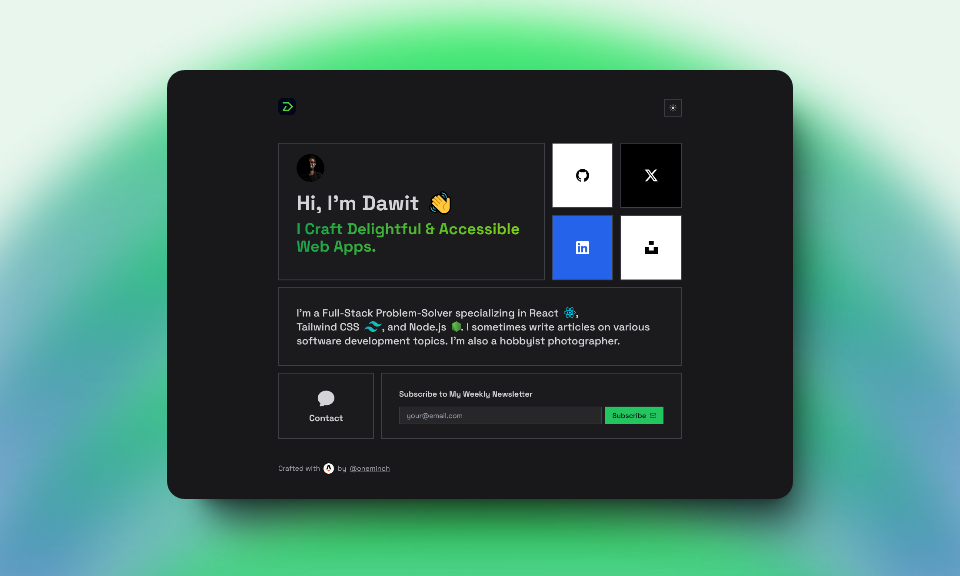 Hi, I'm Dawit 👋
I Craft Delightful & Accessible
Web Apps.
I'm a Full-Stack Problem-Solver specializing in React ,
Tailwind CSS , and Node.js . I sometimes write articles on various
software development topics. I'm also a hobbyist photographer.
Contact
Subscribe to My Weekly Newsletter
your@email.com
Subscribe
Crafted with by @oneminch